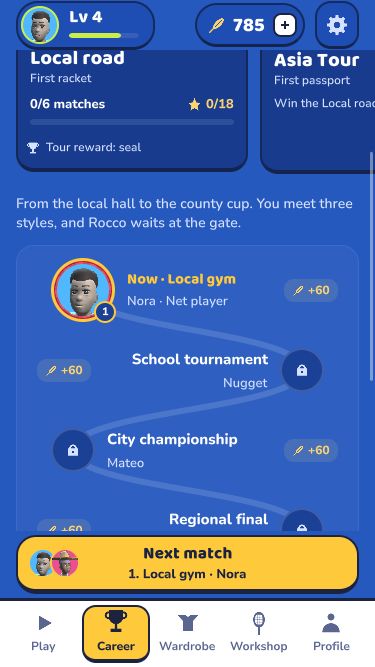 Lv 4
785
+
Local road
First racket
0/6 matches
0/18
Tour reward: seal
Asia Tour
First passport
Win the Local road
From the local hall to the county cup. You meet three
styles, and Rocco waits at the gate.
Now · Local gym
Nora · Net player
+60
1
School tournament
Nugget
+60
City championship
Mateo
+60
Regional final
+60
Next match
1. Local gym · Nora
Play
Career
Wardrobe
Workshop
Profile